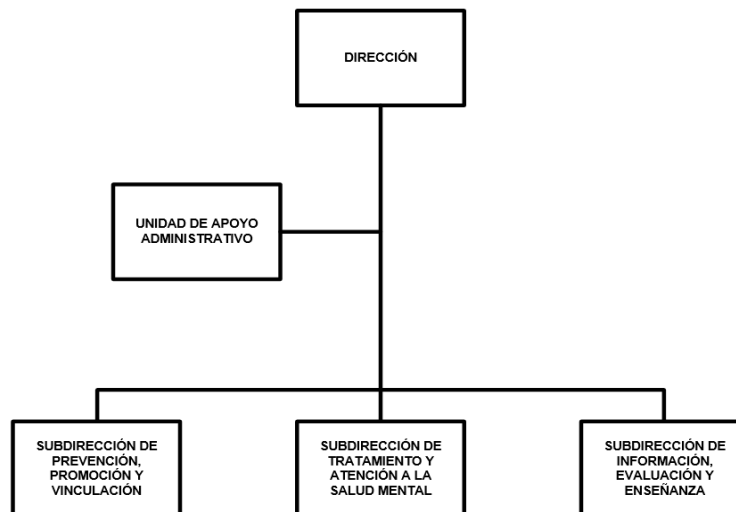 DIRECCIÓN
UNIDAD DE APOYO
ADMINISTRATIVO
SUBDIRECCIÓN DE
PREVENCIÓN,
PROMOCIÓN Y
VINCULACIÓN
SUBDIRECCIÓN DE
TRATAMIENTO Y
ATENCIÓN A LA
SALUD MENTAL
SUBDIRECCIÓN DE
INFORMACIÓN,
EVALUACIÓN Y
ENSEÑANZA